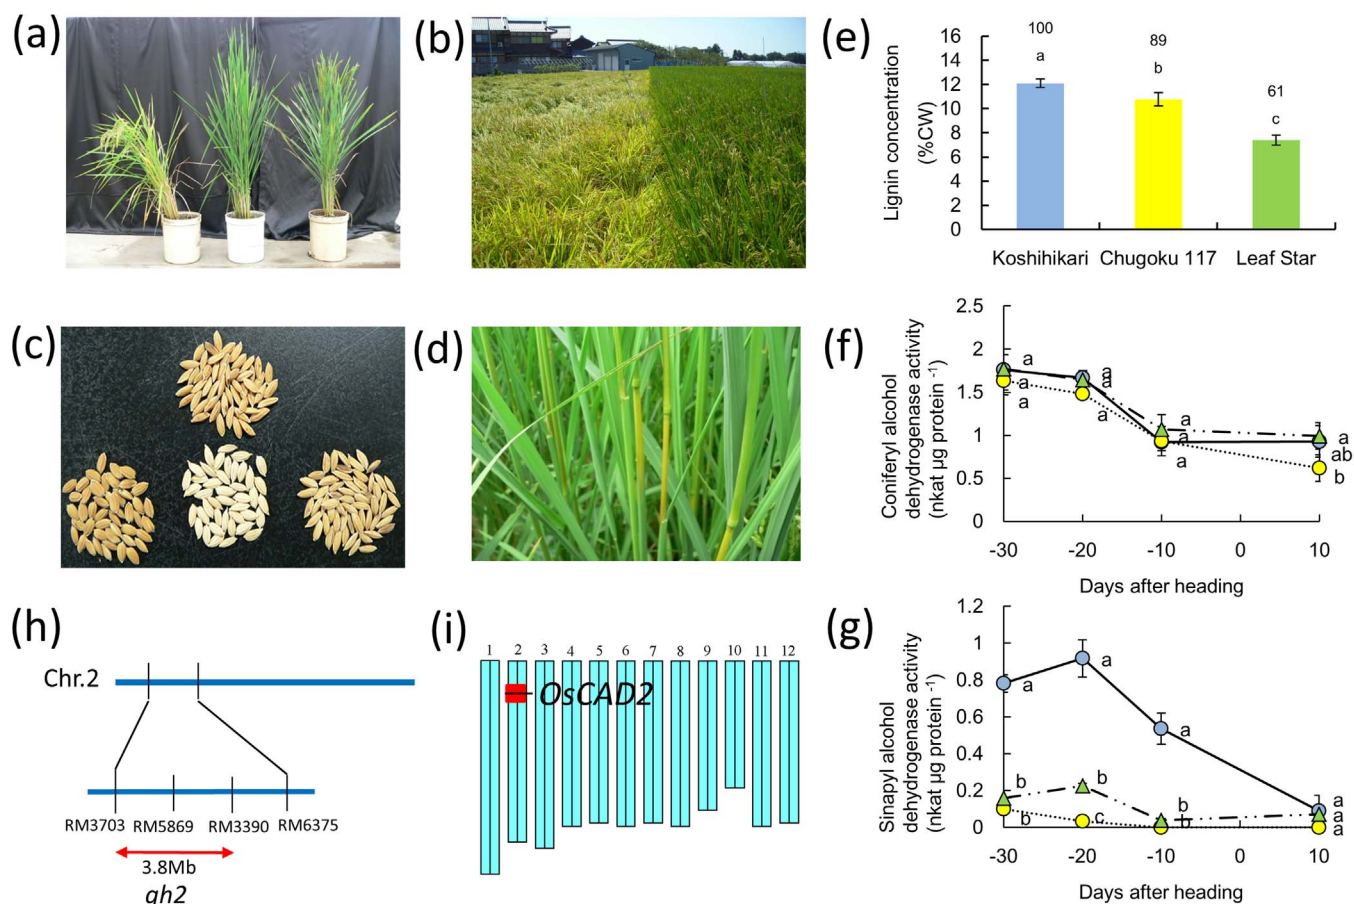 (a)
(b)
(c)
(d)
(e)
16
14
12
10
8
6
4
2
0
Lignin concentration
(%CW)
100
a
89
b
61
c
Koshihikari
Chugoku 117
Leaf Star
(f)
2.5
2
1.5
1
0.5
0
Coniferyl alcohol
dehydrogenase activity
(nkat µg protein -1)
a
a
a
a
a
a
a
a
a
a
ab
b
-30
-20
-10
0
10
Days after heading
(g)
1.2
1
0.8
0.6
0.4
0.2
0
Sinapyl alcohol
dehydrogenase activity
(nkat µg protein -1)
a
b
b
a
b
c
a
b
b
a
a
a
-30
-20
-10
0
10
Days after heading
(h)
Chr.2
RM3703
RM5869
RM3390
RM6375
3.8Mb
gh2
(i)
1
2
3
4
5
6
7
8
9
10
11
12
OsCAD2